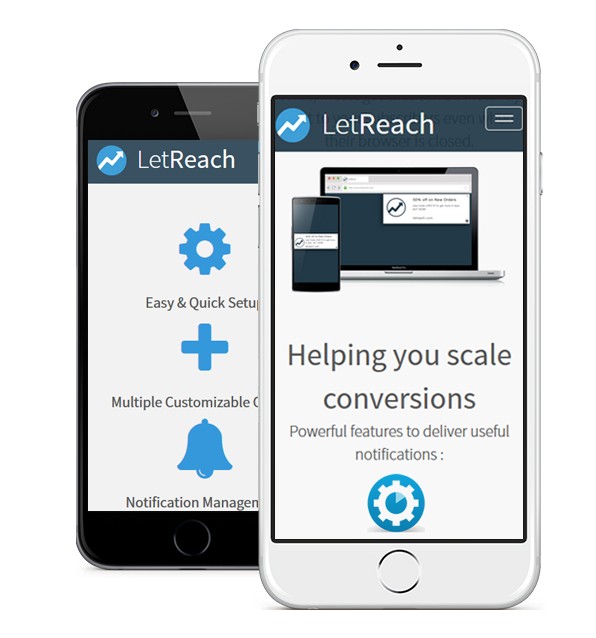 LetReach
Easy & Quick Setup
Multiple Customizable
Notification Managem
LetReach
even
their browser is closed.
50% off on New Orders
Helping you scale
conversions
Powerful features to deliver useful
notifications :